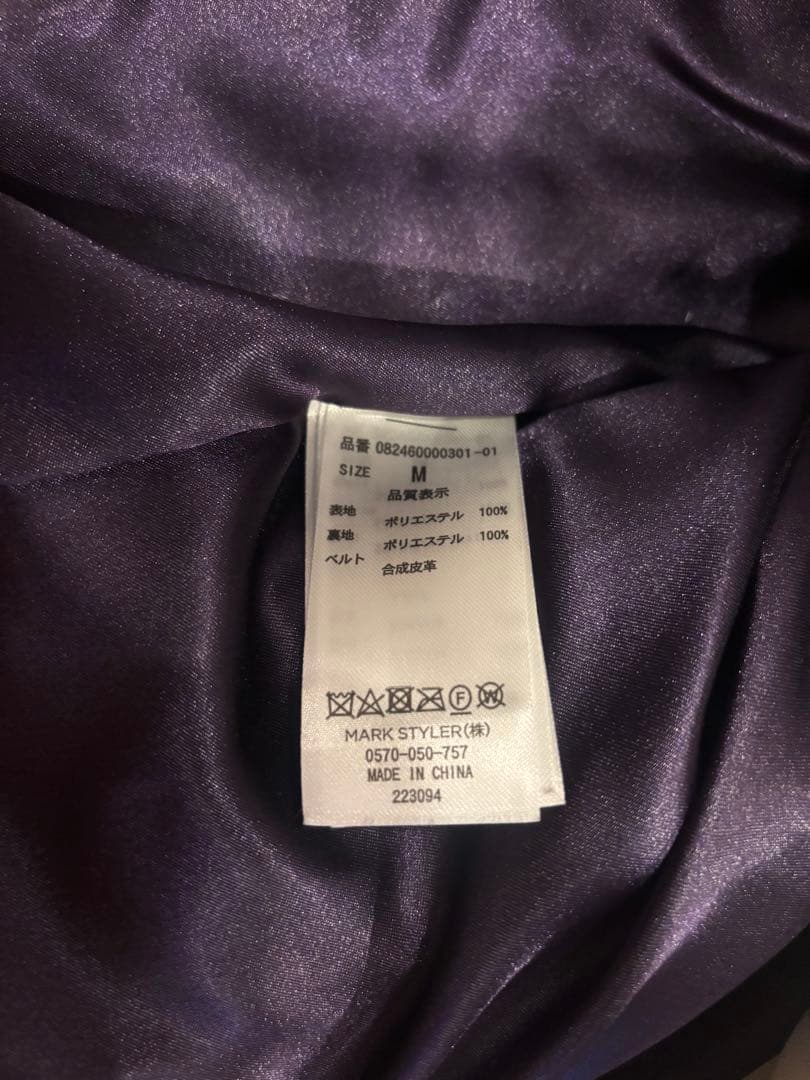 品番 082460000301-01
SIZE M
品質表示
表地 ポリエステル 100%
裏地 ポリエステル 100%
ベルト 合成皮革
F W
MARK STYLER(株)
0570-050-757
MADE IN CHINA
223094